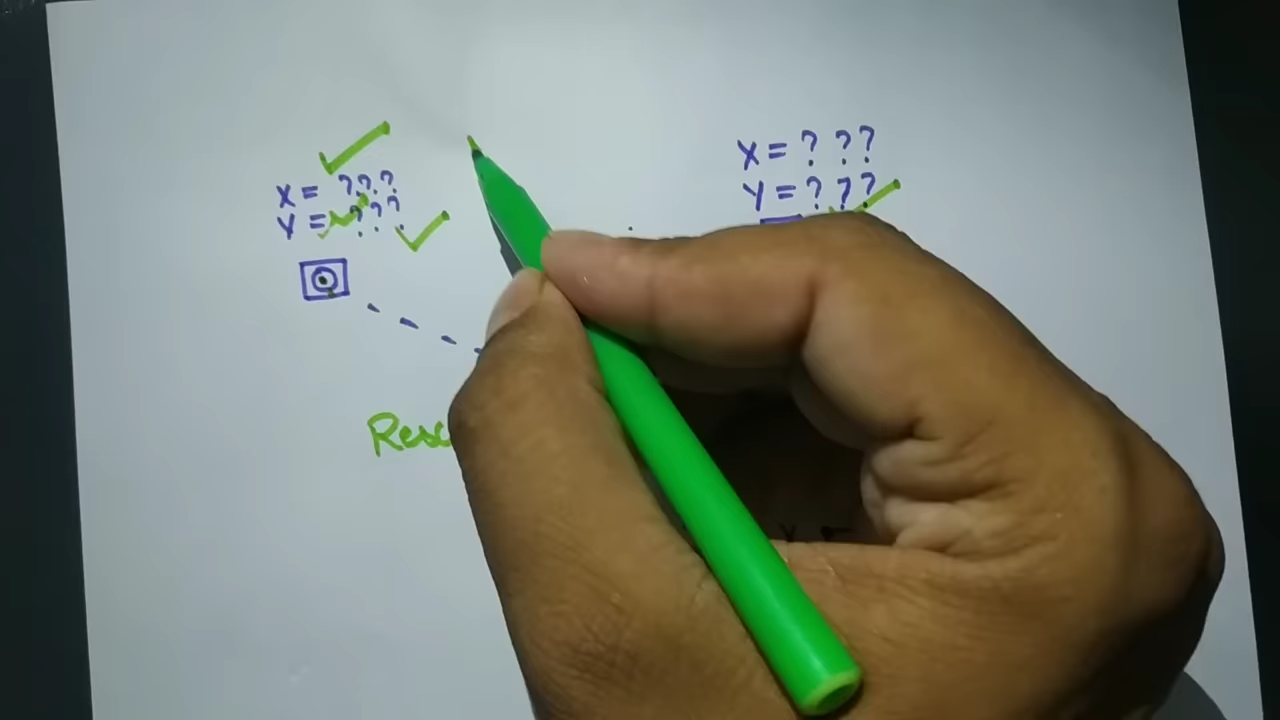 X = ???
Y = ???
X = ???
Y = ???